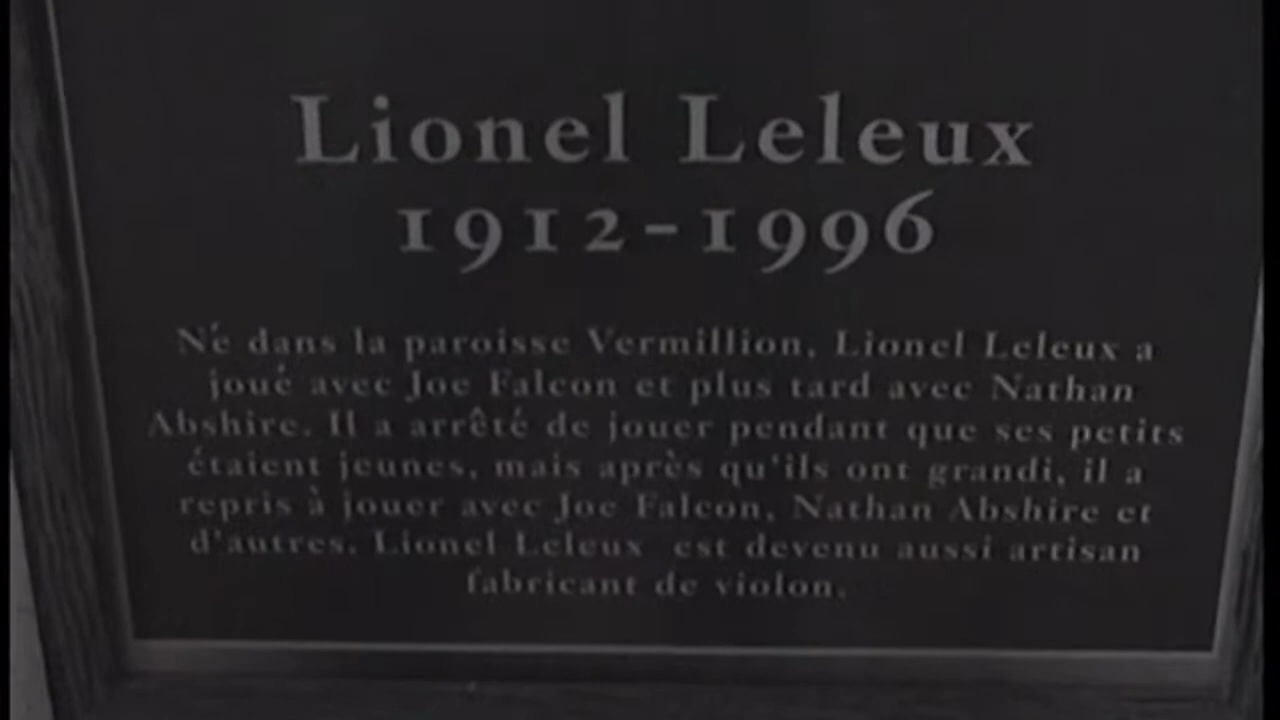 Lionel Leleux
1912-1996
Né dans la paroisse Vermillion, Lionel Leleux a
joué avec Joe Falcon et plus tard avec Nathan
Abshire. Il a arrêté de jouer pendant que ses petits
étaient jeunes, mais après qu'ils ont grandi, il a
repris à jouer avec Joe Falcon, Nathan Abshire et
d'autres. Lionel Leleux est devenu aussi artisan
fabricant de violon.